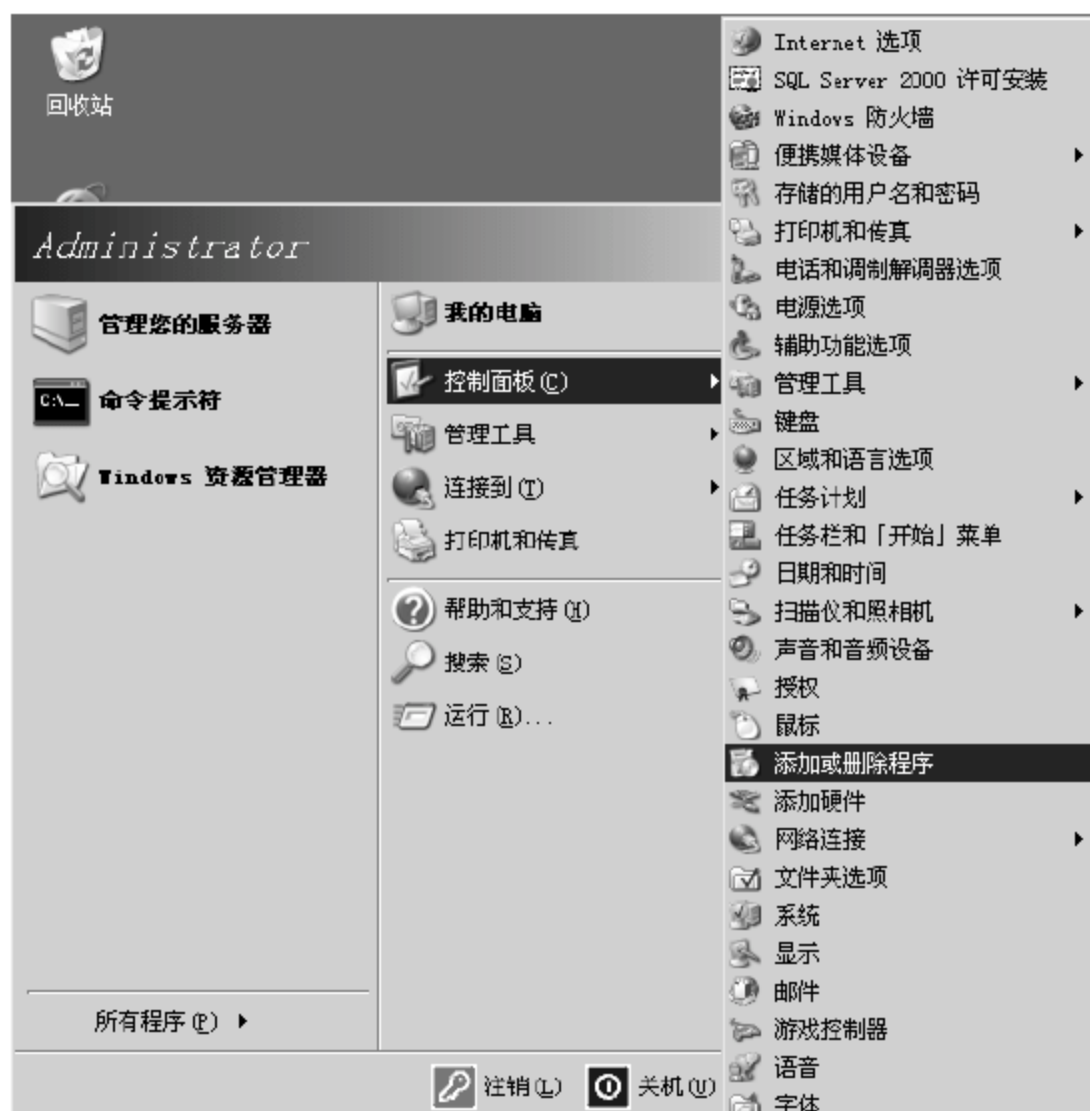 回收站
Administrator
管理您的服务器
命令提示符
Windows 资源管理器
所有程序(P)
我的电脑
控制面板(C)
管理工具
连接到(T)
打印机和传真
帮助和支持(H)
搜索(S)
运行(R)...
注销(L)
关机(U)
Internet 选项
SQL Server 2000 许可安装
Windows 防火墙
便携媒体设备
存储的用户名和密码
打印机和传真
电话和调制解调器选项
电源选项
辅助功能选项
管理工具
键盘
区域和语言选项
任务计划
任务栏和「开始」菜单
日期和时间
扫描仪和照相机
声音和音频设备
授权
鼠标
添加或删除程序
添加硬件
网络连接
文件夹选项
系统
显示
邮件
游戏控制器
语音
字体